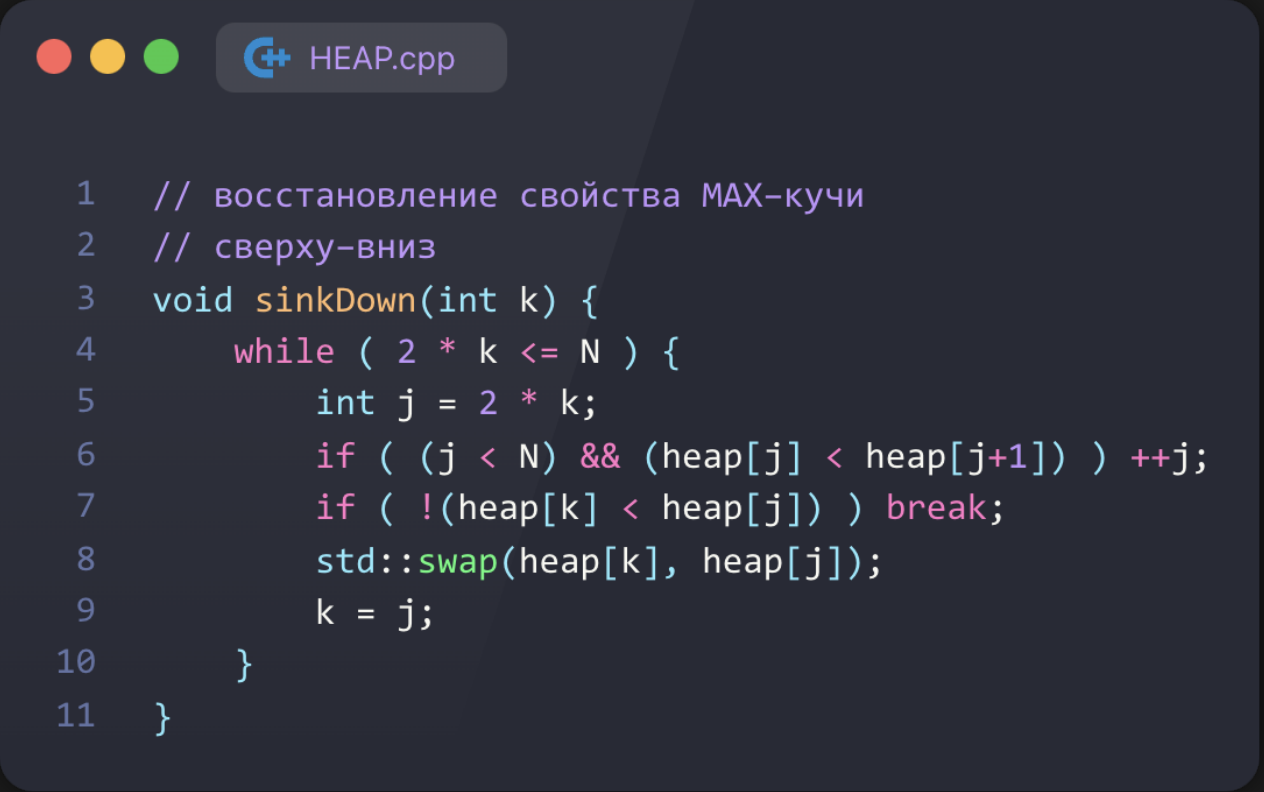 HEAP.cpp
1 // восстановление свойства MAX-кучи
2 // сверху-вниз
3 void sinkDown(int k) {
4     while ( 2 * k <= N ) {
5         int j = 2 * k;
6         if ( (j < N) && (heap[j] < heap[j+1]) ) ++j;
7         if ( !(heap[k] < heap[j]) ) break;
8         std::swap(heap[k], heap[j]);
9         k = j;
10     }
11 }